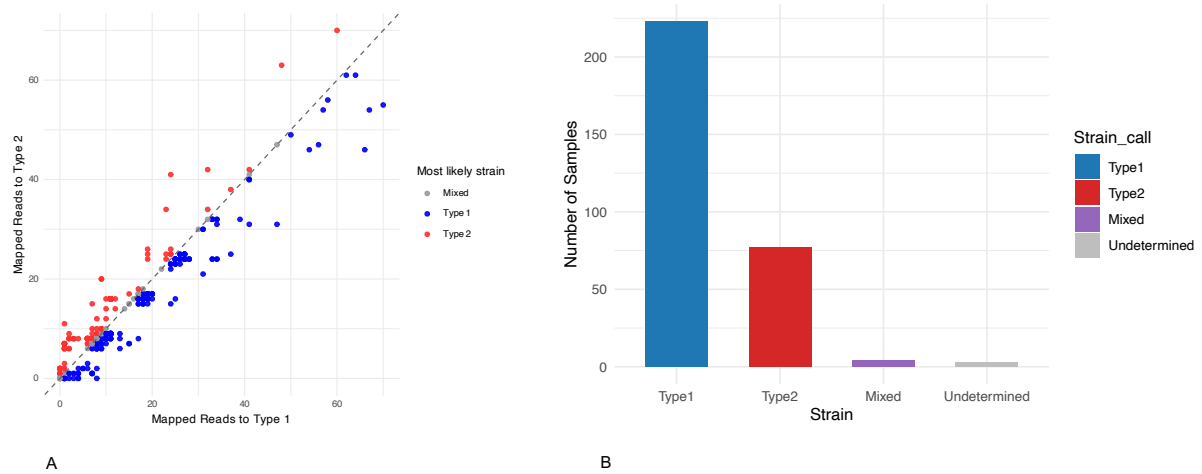 Mapped Reads to Type 2
60
40
20
0
0
20
40
60
Mapped Reads to Type 1
Most likely strain
Mixed
Type 1
Type 2
A
Number of Samples
200
150
100
50
0
Type1
Type2
Mixed
Undetermined
Strain
Strain_call
Type1
Type2
Mixed
Undetermined
B